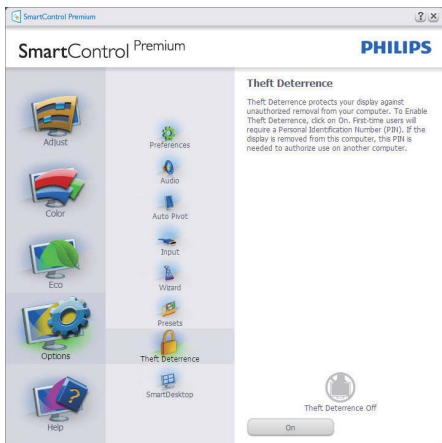 SmartControl Premium
? x
SmartControl Premium
PHILIPS
Adjust
Color
Eco
Options
Help
Preferences
Audio
Auto Pivot
Input
Wizard
Presets
Theft Deterrence
SmartDesktop
Theft Deterrence
Theft Deterrence protects your display against
unauthorized removal from your computer. To Enable
Theft Deterrence, click on On. First-time users will
require a Personal Identification Number (PIN). If the
display is removed from this computer, this PIN is
needed to authorize use on another computer.
Theft Deterrence Off
On